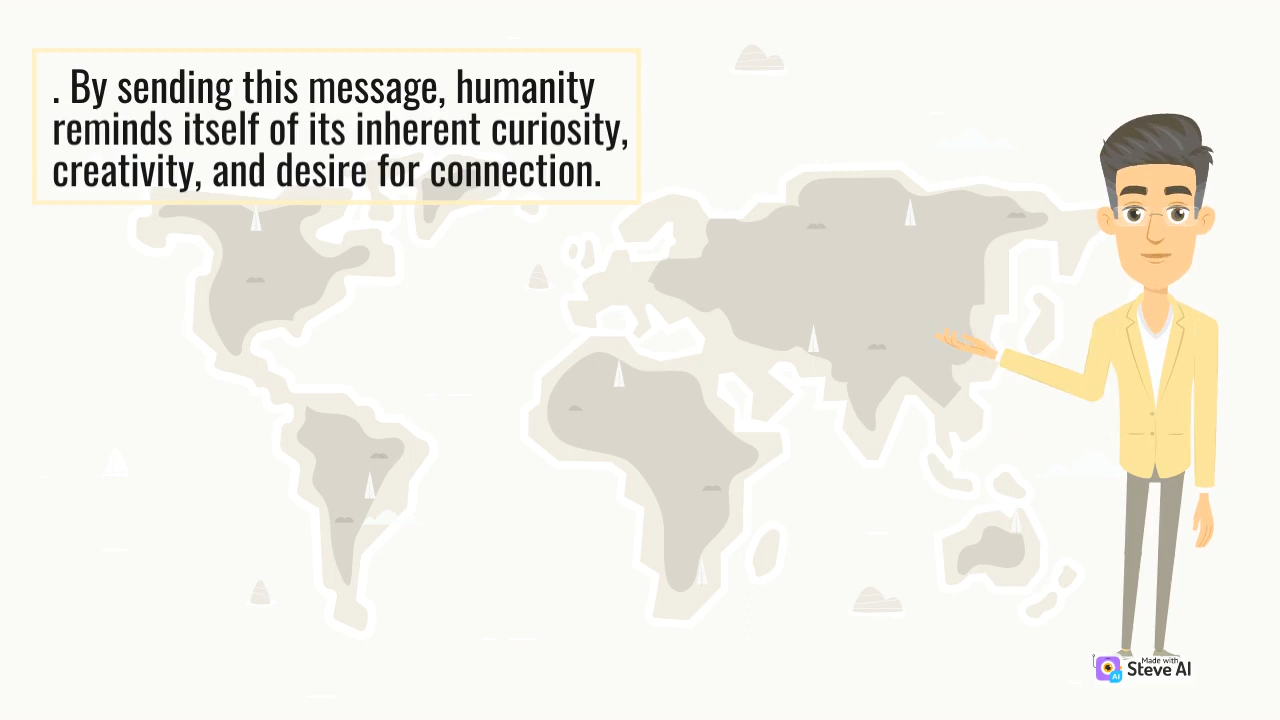 . By sending this message, humanity
reminds itself of its inherent curiosity,
creativity, and desire for connection.
Made with
Steve AI
AI